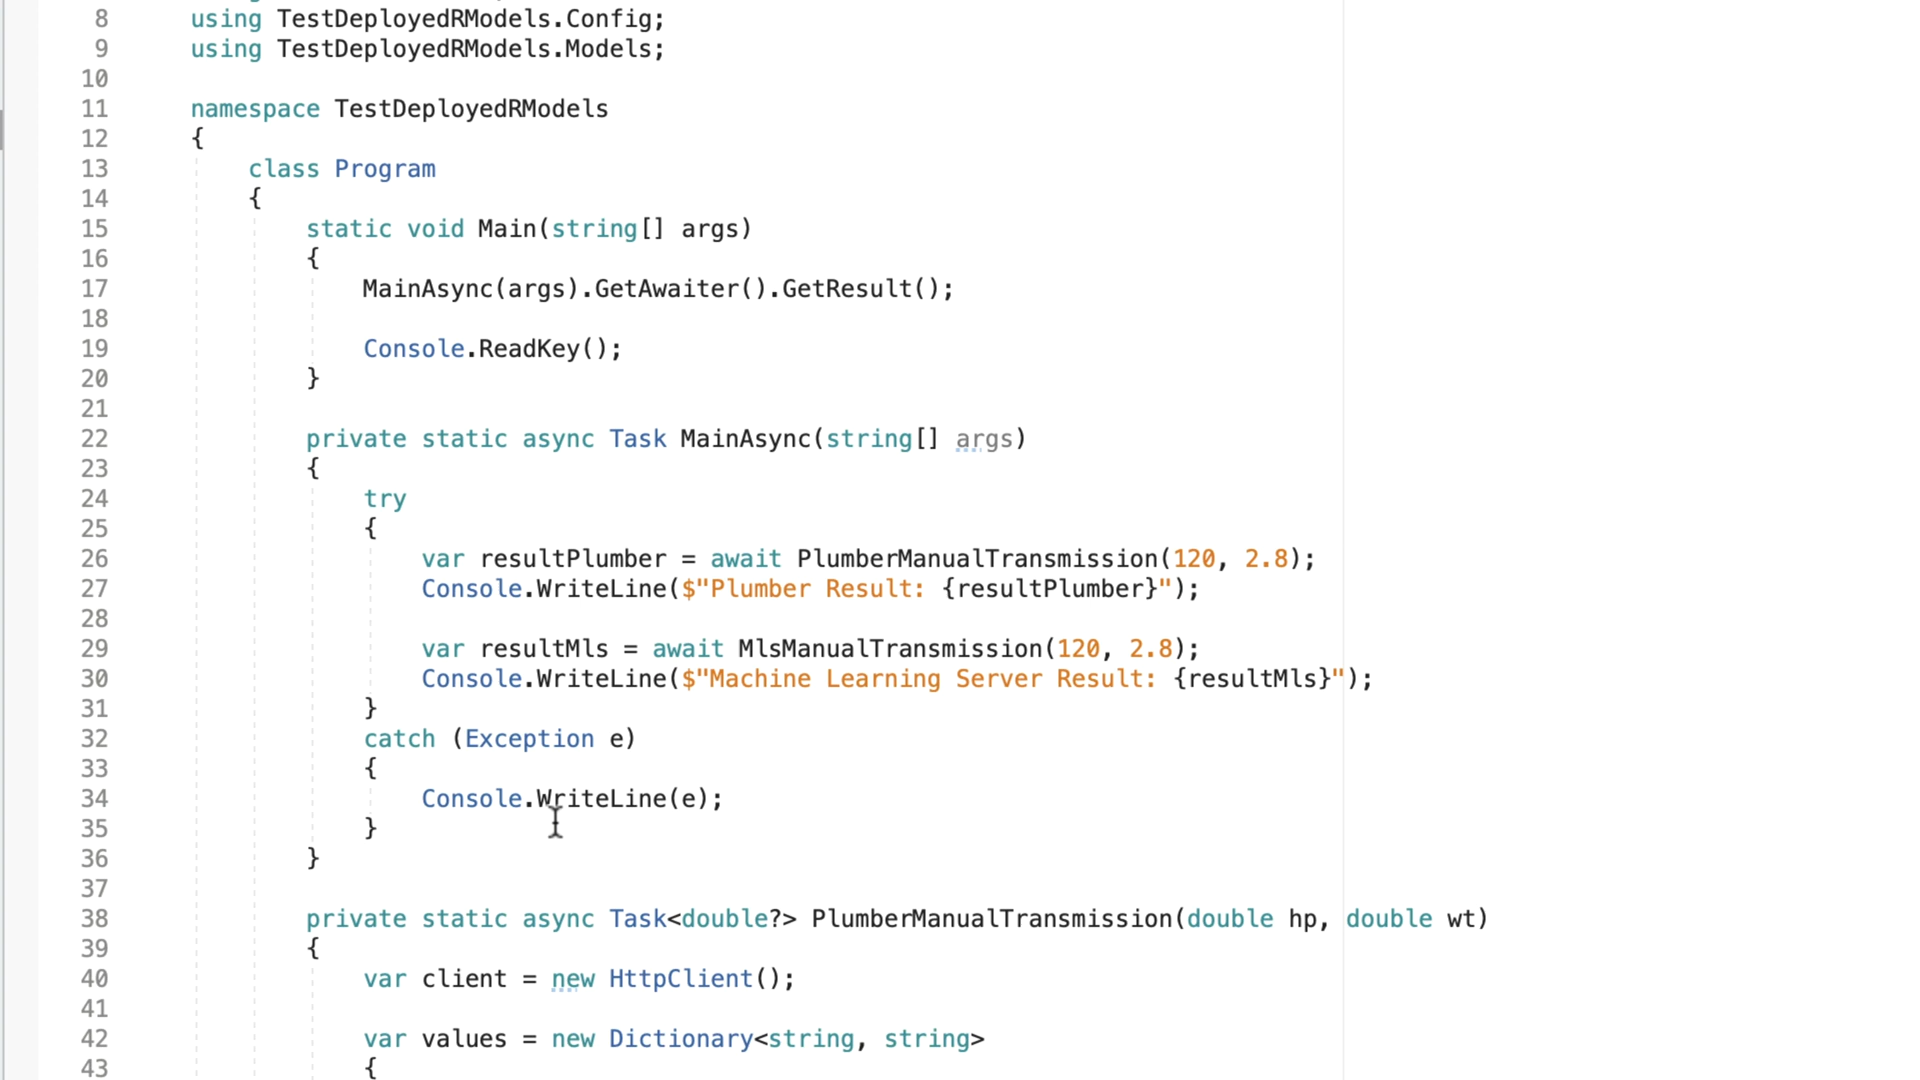 8 using TestDeployedRModels.Config;
9 using TestDeployedRModels.Models;
10
11 namespace TestDeployedRModels
12 {
13 class Program
14 {
15 static void Main(string[] args)
16 {
17 MainAsync(args).GetAwaiter().GetResult();
18
19 Console.ReadKey();
20 }
21
22 private static async Task MainAsync(string[] args)
23 {
24 try
25 {
26 var resultPlumber = await PlumberManualTransmission(120, 2.8);
27 Console.WriteLine($"Plumber Result: {resultPlumber}");
28
29 var resultMls = await MlsManualTransmission(120, 2.8);
30 Console.WriteLine($"Machine Learning Server Result: {resultMls}");
31 }
32 catch (Exception e)
33 {
34 Console.WriteLine(e);
35 }
36 }
37
38 private static async Task<double?> PlumberManualTransmission(double hp, double wt)
39 {
40 var client = new HttpClient();
41
42 var values = new Dictionary<string, string>
43 {